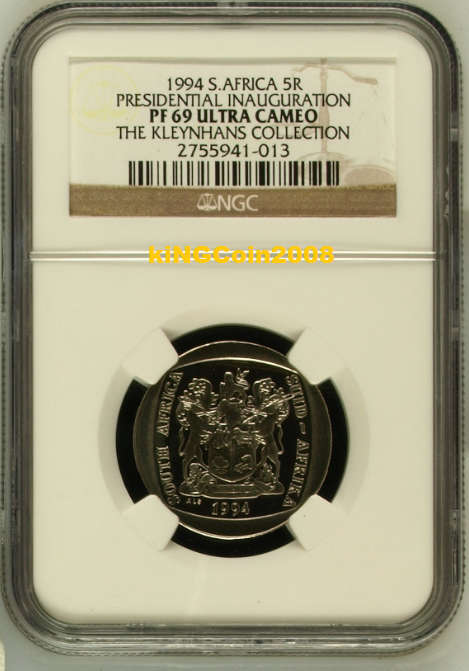 1994 S.AFRICA 5R
PRESIDENTIAL INAUGURATION
PF 69 ULTRA CAMEO
THE KLEYNHANS COLLECTION
2755941-013
NGC
kiNGCoin2008
SOUTH AFRICA
SUID - AFRIKA
ALS
1994